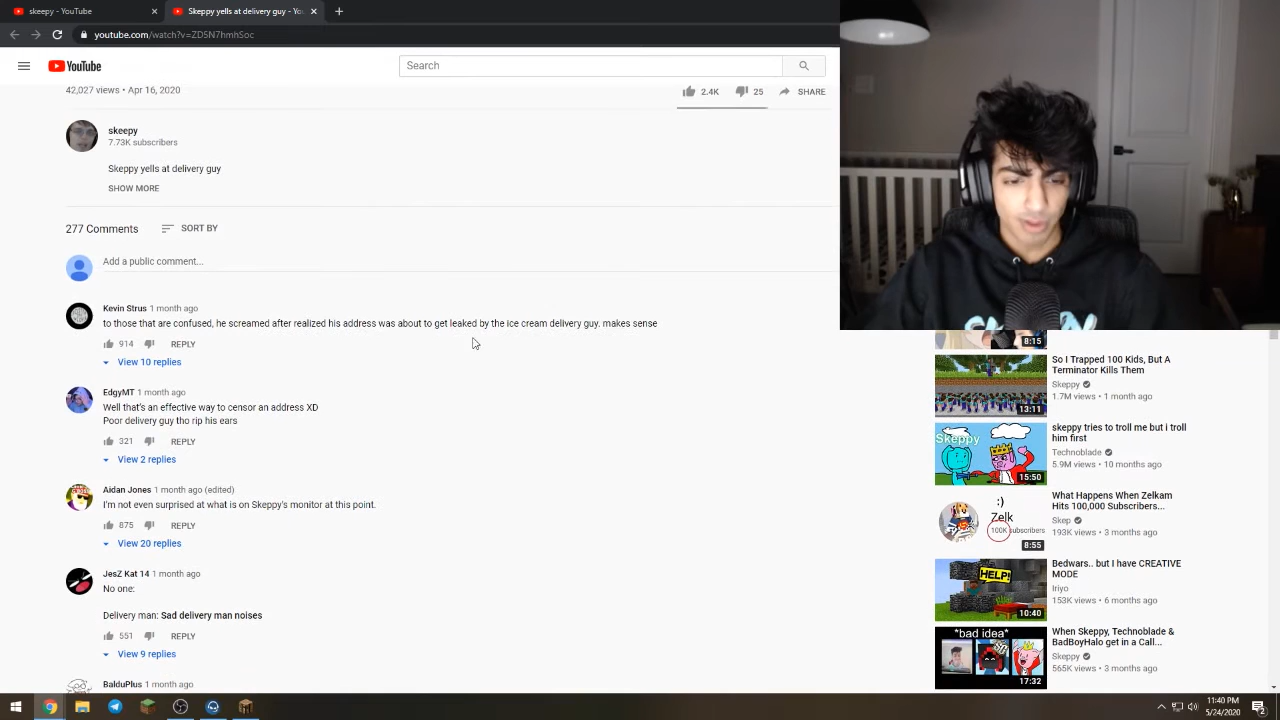 skeepy - YouTube
Skeppy yells at delivery guy - You
youtube.com/watch?v=ZD5N7hmhSoc
YouTube
Search
42,027 views • Apr 16, 2020
2.4K
25
SHARE
skeepy
7.73K subscribers
Skeppy yells at delivery guy
SHOW MORE
277 Comments
SORT BY
Add a public comment...
Kevin Strus 1 month ago
to those that are confused, he screamed after realized his address was about to get leaked by the ice cream delivery guy. makes sense
914
REPLY
View 10 replies
EdgyMT 1 month ago
Well that's an effective way to censor an address XD
Poor delivery guy tho rip his ears
321
REPLY
View 2 replies
Aidan Jones 1 month ago (edited)
I'm not even surprised at what is on Skeppy's monitor at this point.
875
REPLY
View 20 replies
JesZ Kat 14 1 month ago
No one:
Delivery man: Sad delivery man noises
551
REPLY
View 9 replies
BalduPlus 1 month ago
8:15
So I Trapped 100 Kids, But A
Terminator Kills Them
Skeppy
1.7M views • 1 month ago
13:11
Skeppy
skeppy tries to troll me but i troll
him first
Technoblade
5.9M views • 10 months ago
15:50
:)
Zelk
100K subscribers
What Happens When Zelkam
Hits 100,000 Subscribers...
Skep
193K views • 3 months ago
8:55
HELP!
Bedwars.. but I have CREATIVE
MODE
Iriyo
153K views • 6 months ago
10:40
*bad idea*
When Skeppy, Technoblade &
BadBoyHalo get in a Call...
Skeppy
565K views • 3 months ago
17:32
11:40 PM
5/24/2020
2